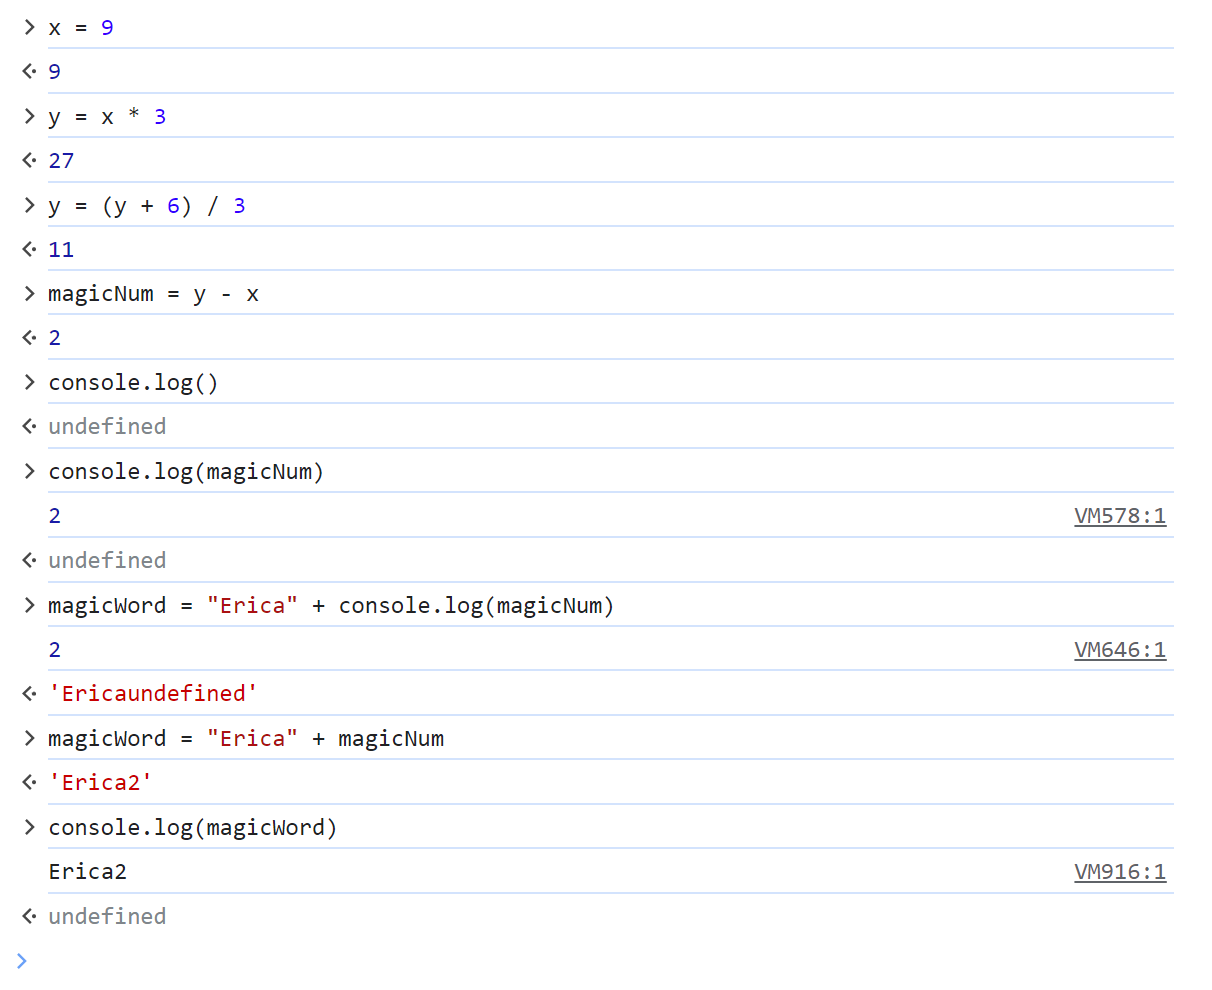 > x = 9
<· 9
> y = x * 3
<· 27
> y = (y + 6) / 3
<· 11
> magicNum = y - x
<· 2
> console.log()
<· undefined
> console.log(magicNum)
2 VM578:1
<· undefined
> magicWord = "Erica" + console.log(magicNum)
2 VM646:1
<· 'Ericaundefined'
> magicWord = "Erica" + magicNum
<· 'Erica2'
> console.log(magicWord)
Erica2 VM916:1
<· undefined
>